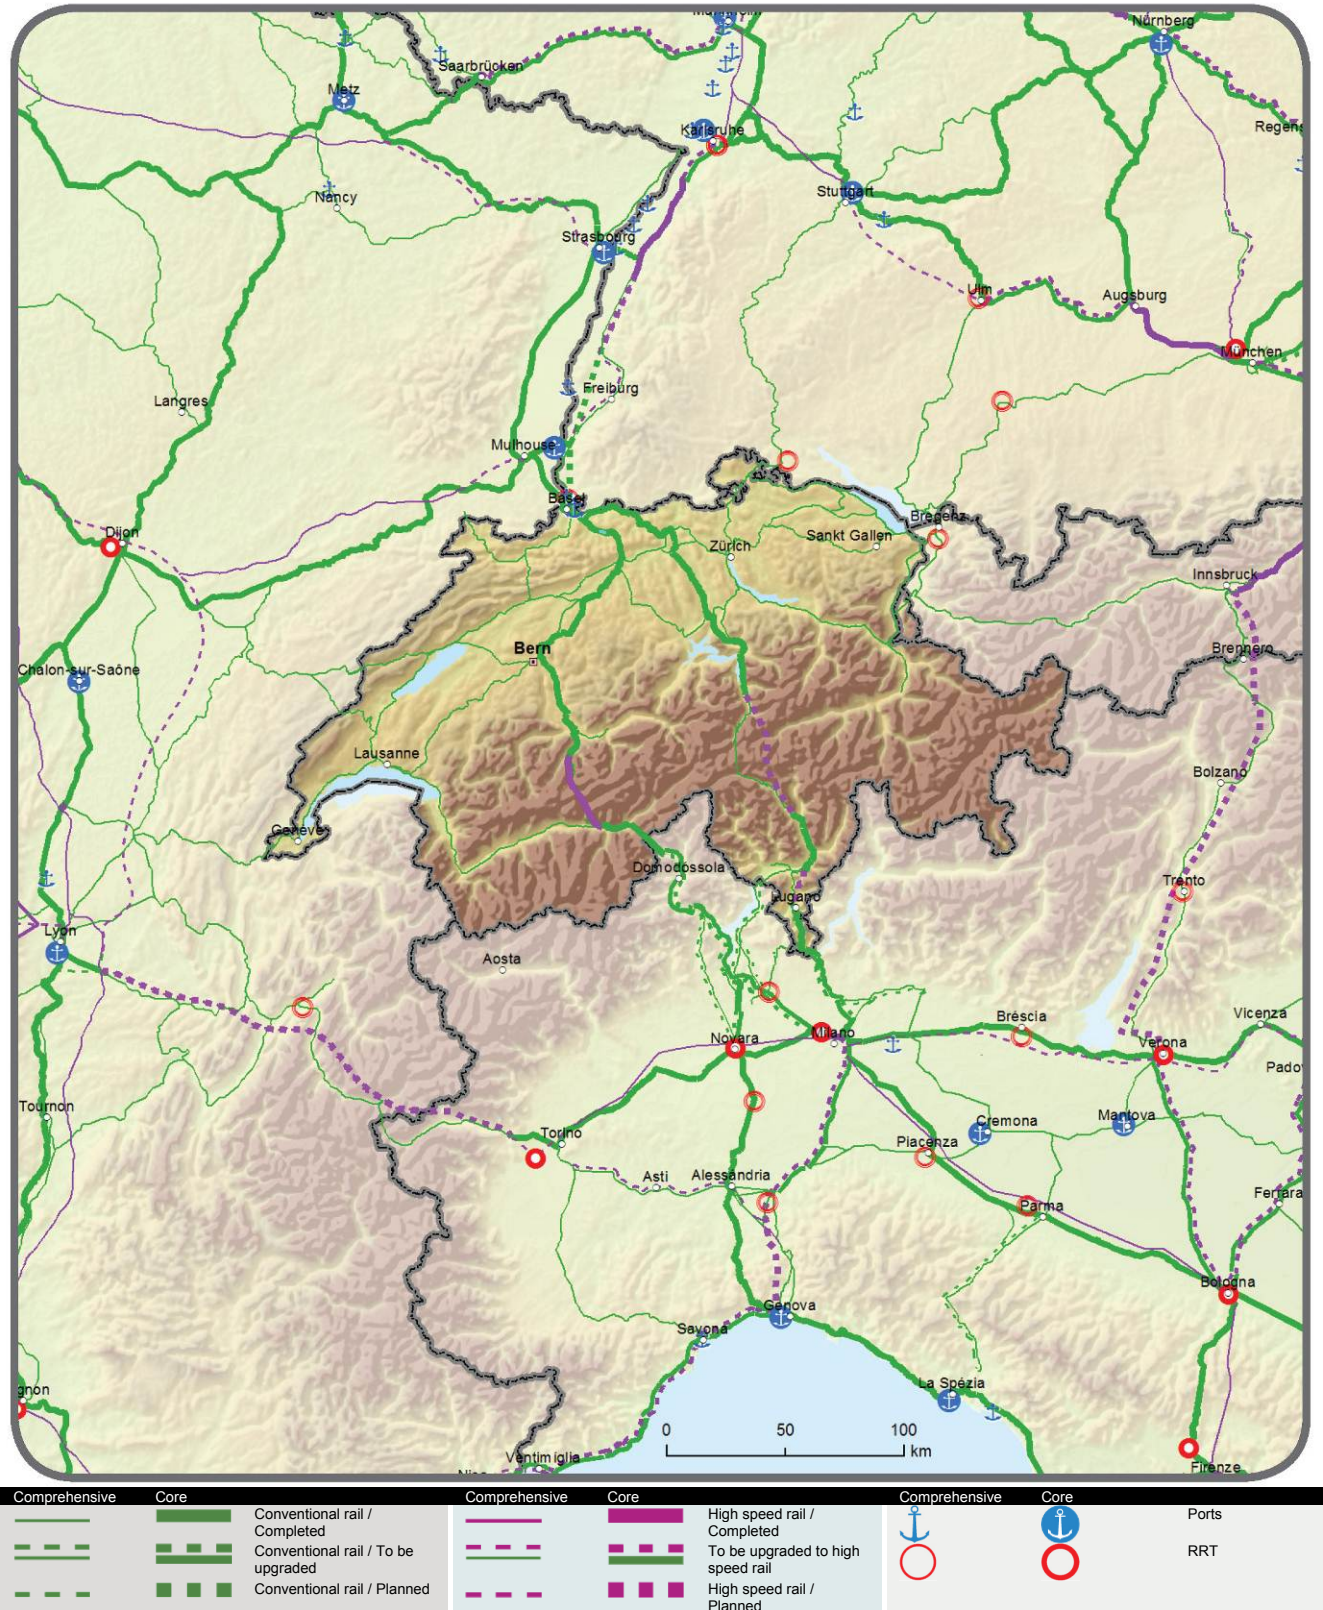 Nürnberg
Saarbrücken
Metz
Karlsruhe
Regens
Stuttgart
Nancy
Strasbourg
Ulm
Augsburg
München
Freiburg
Langres
Mulhouse
Basel
Bregenz
Dijon
Zürich
Sankt Gallen
Innsbruck
Bern
Brennero
Chalon-sur-Saône
Lausanne
Bolzano
Genève
Domodossola
Trento
Lugano
Lyon
Aosta
Brescia
Vicenza
Novara
Milano
Verona
Pado
Tournon
Cremona
Mantova
Torino
Piacenza
Asti
Alessandria
Ferrara
Parma
Bologna
Genova
Savona
gnon
La Spézia
0 50 100
km
Ventimiglia
Firenze
Comprehensive Core
Conventional rail /
Completed
Conventional rail / To be
upgraded
Conventional rail / Planned
Comprehensive Core
High speed rail /
Completed
To be upgraded to high
speed rail
High speed rail /
Planned
Comprehensive Core
Ports
RRT